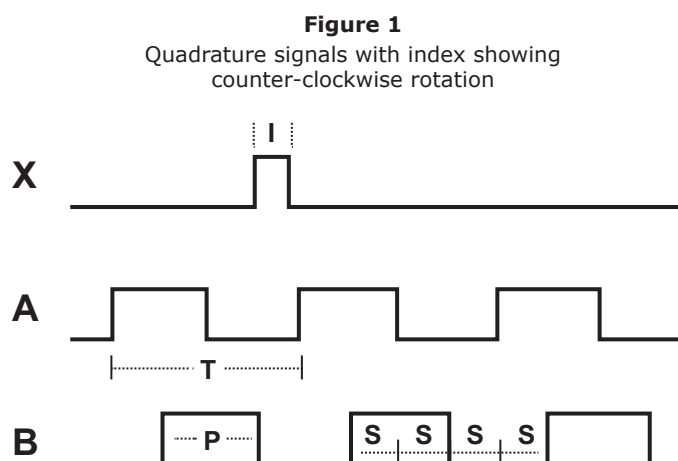 Figure 1
Quadrature signals with index showing
counter-clockwise rotation
I
X
A
T
B
P
S S S S